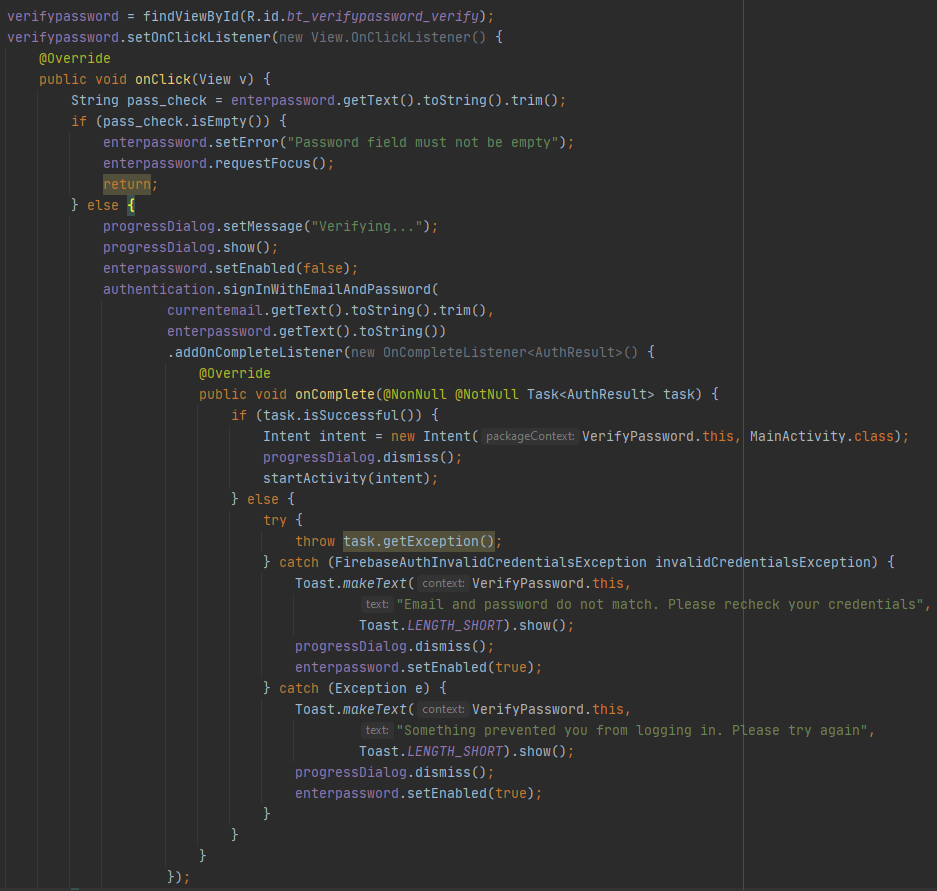 verifypassword = findViewById(R.id.bt_verifypassword_verify);
verifypassword.setOnClickListener(new View.OnClickListener() {
    @Override
    public void onClick(View v) {
        String pass_check = enterpassword.getText().toString().trim();
        if (pass_check.isEmpty()) {
            enterpassword.setError("Password field must not be empty");
            enterpassword.requestFocus();
            return;
        } else {
            progressDialog.setMessage("Verifying...");
            progressDialog.show();
            enterpassword.setEnabled(false);
            authentication.signInWithEmailAndPassword(
                    currentemail.getText().toString().trim(),
                    enterpassword.getText().toString())
                    .addOnCompleteListener(new OnCompleteListener<AuthResult>() {
                        @Override
                        public void onComplete(@NonNull @NotNull Task<AuthResult> task) {
                            if (task.isSuccessful()) {
                                Intent intent = new Intent( packageContext: VerifyPassword.this, MainActivity.class);
                                progressDialog.dismiss();
                                startActivity(intent);
                            } else {
                                try {
                                    throw task.getException();
                                } catch (FirebaseAuthInvalidCredentialsException invalidCredentialsException) {
                                    Toast.makeText( context: VerifyPassword.this,
                                            text: "Email and password do not match. Please recheck your credentials",
                                            Toast.LENGTH_SHORT).show();
                                    progressDialog.dismiss();
                                    enterpassword.setEnabled(true);
                                } catch (Exception e) {
                                    Toast.makeText( context: VerifyPassword.this,
                                            text: "Something prevented you from logging in. Please try again",
                                            Toast.LENGTH_SHORT).show();
                                    progressDialog.dismiss();
                                    enterpassword.setEnabled(true);
                                }
                            }
                        }
                    });